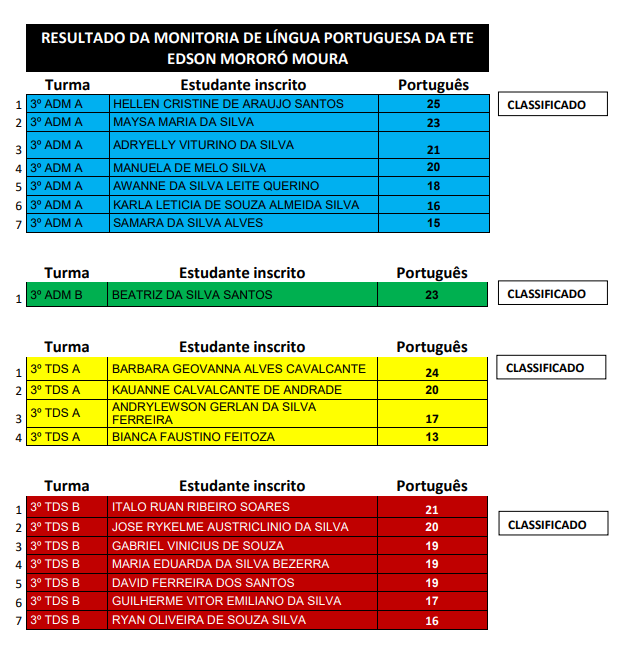 RESULTADO DA MONITORIA DE LÍNGUA PORTUGUESA DA ETE
EDSON MORORÓ MOURA
Turma Estudante inscrito Português
1 3º ADM A HELLEN CRISTINE DE ARAUJO SANTOS 25 CLASSIFICADO
2 3º ADM A MAYSA MARIA DA SILVA 23
3 3º ADM A ADRYELLY VITURINO DA SILVA 21
4 3º ADM A MANUELA DE MELO SILVA 20
5 3º ADM A AWANNE DA SILVA LEITE QUERINO 18
6 3º ADM A KARLA LETICIA DE SOUZA ALMEIDA SILVA 16
7 3º ADM A SAMARA DA SILVA ALVES 15
Turma Estudante inscrito Português
1 3º ADM B BEATRIZ DA SILVA SANTOS 23 CLASSIFICADO
Turma Estudante inscrito Português
1 3º TDS A BARBARA GEOVANNA ALVES CAVALCANTE 24 CLASSIFICADO
2 3º TDS A KAUANNE CALVALCANTE DE ANDRADE 20
3 3º TDS A ANDRYLEWSON GERLAN DA SILVA
FERREIRA 17
4 3º TDS A BIANCA FAUSTINO FEITOZA 13
Turma Estudante inscrito Português
1 3º TDS B ITALO RUAN RIBEIRO SOARES 21
2 3º TDS B JOSE RYKELME AUSTRICLINIO DA SILVA 20 CLASSIFICADO
3 3º TDS B GABRIEL VINICIUS DE SOUZA 19
4 3º TDS B MARIA EDUARDA DA SILVA BEZERRA 19
5 3º TDS B DAVID FERREIRA DOS SANTOS 19
6 3º TDS B GUILHERME VITOR EMILIANO DA SILVA 17
7 3º TDS B RYAN OLIVEIRA DE SOUZA SILVA 16